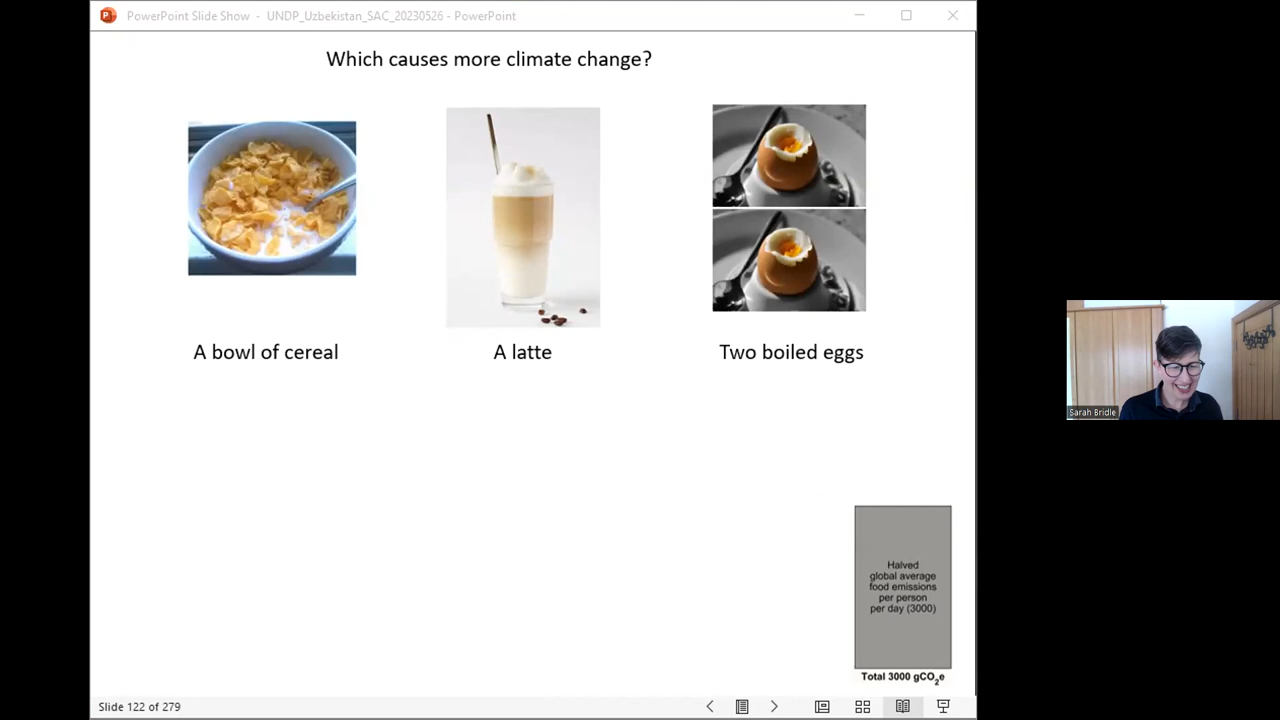 PowerPoint Slide Show - UNDP_Uzbekistan_SAC_20230526 - PowerPoint
Which causes more climate change?
A bowl of cereal
A latte
Two boiled eggs
Halved
global average
food emissions
per person
per day (3000)
Total 3000 gCO2e
Slide 122 of 279
Sarah Bridle